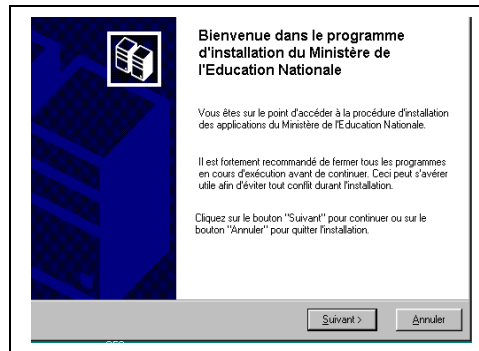 Bienvenue dans le programme
d'installation du Ministère de
l'Education Nationale
Vous êtes sur le point d'accéder à la procédure d'installation
des applications du Ministère de l'Education Nationale.
Il est fortement recommandé de fermer tous les programmes
en cours d'exécution avant de continuer. Ceci peut s'avérer
utile afin d'éviter tout conflit durant l'installation.
Cliquez sur le bouton "Suivant" pour continuer ou sur le
bouton "Annuler" pour quitter l'installation.
Suivant > Annuler